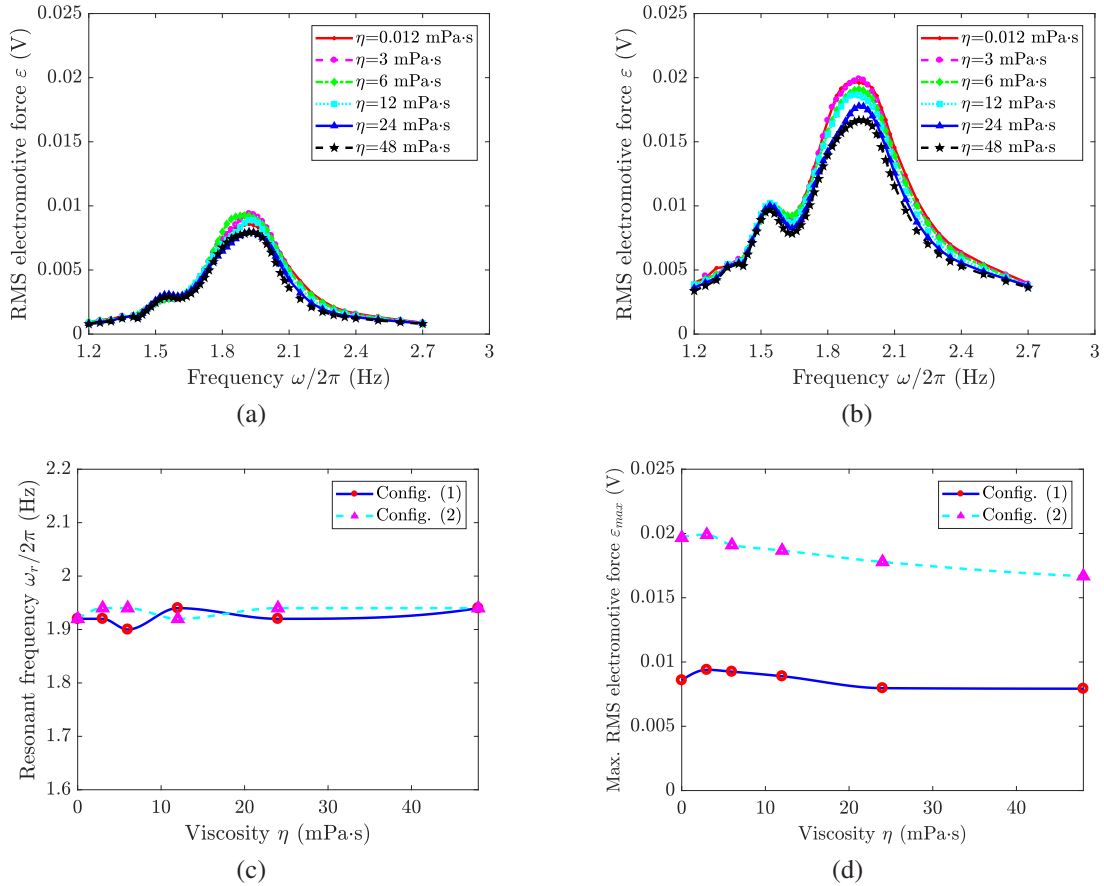 RMS electromotive force ε (V)
0.025
0.02
0.015
0.01
0.005
0
1.2 1.5 1.8 2.1 2.4 2.7 3
Frequency ω/2π (Hz)
η=0.012 mPa·s
η=3 mPa·s
η=6 mPa·s
η=12 mPa·s
η=24 mPa·s
η=48 mPa·s
(a)
RMS electromotive force ε (V)
0.025
0.02
0.015
0.01
0.005
0
1.2 1.5 1.8 2.1 2.4 2.7 3
Frequency ω/2π (Hz)
η=0.012 mPa·s
η=3 mPa·s
η=6 mPa·s
η=12 mPa·s
η=24 mPa·s
η=48 mPa·s
(b)
Resonant frequency ωr/2π (Hz)
2.2
2.1
2
1.9
1.8
1.7
1.6
0 10 20 30 40
Viscosity η (mPa·s)
Config. (1)
Config. (2)
(c)
Max. RMS electromotive force εmax (V)
0.025
0.02
0.015
0.01
0.005
0
0 10 20 30 40
Viscosity η (mPa·s)
Config. (1)
Config. (2)
(d)